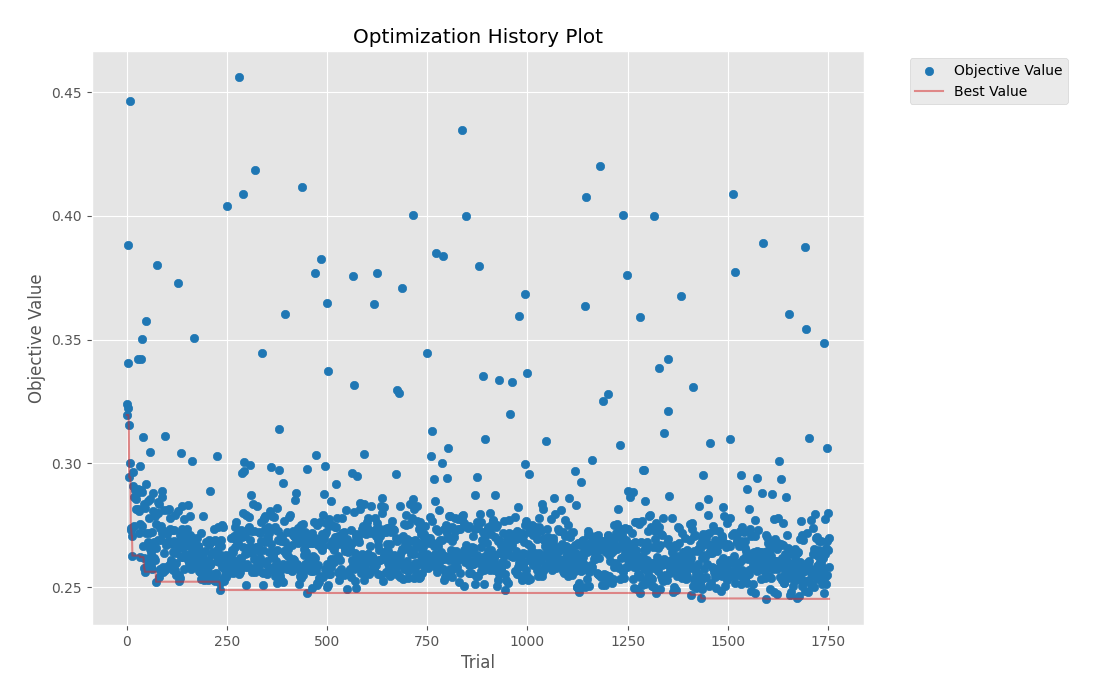 Optimization History Plot
Objective Value
Best Value
Objective Value
0.45
0.40
0.35
0.30
0.25
0 250 500 750 1000 1250 1500 1750
Trial